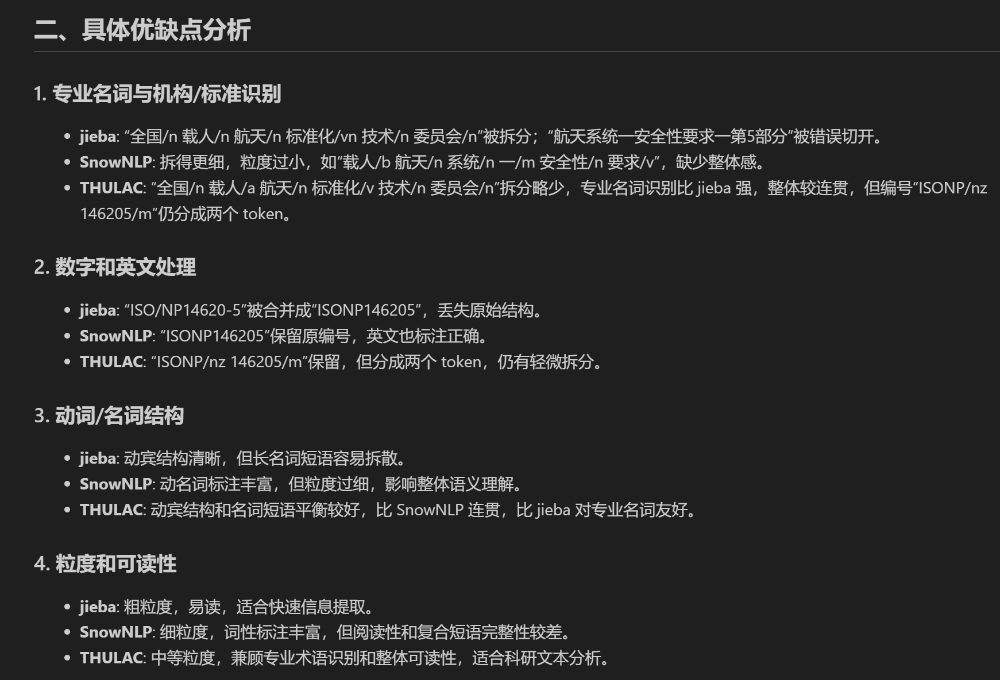 二、具体优缺点分析
1. 专业名词与机构/标准识别
• jieba: “全国/n 载人/n 航天/n 标准化/vn 技术/n 委员会/n”被拆分；“航天系统一安全性要求一第5部分”被错误切开。
• SnowNLP: 拆得更细，粒度过小，如“载人/b 航天/n 系统/n 一/m 安全性/n 要求/v”，缺少整体感。
• THULAC: “全国/n 载人/a 航天/n 标准化/v 技术/n 委员会/n”拆分略少，专业名词识别比 jieba 强，整体较连贯，但编号“ISONP/nz
146205/m”仍分成两个 token。
2. 数字和英文处理
• jieba: “ISO/NP14620-5”被合并成“ISONP146205”，丢失原始结构。
• SnowNLP: “ISONP146205”保留原编号，英文也标注正确。
• THULAC: “ISONP/nz 146205/m”保留，但分成两个 token，仍有轻微拆分。
3. 动词/名词结构
• jieba: 动宾结构清晰，但长名词短语容易拆散。
• SnowNLP: 动名词标注丰富，但粒度过细，影响整体语义理解。
• THULAC: 动宾结构和名词短语平衡较好，比 SnowNLP 连贯，比 jieba 对专业名词友好。
4. 粒度和可读性
• jieba: 粗粒度，易读，适合快速信息提取。
• SnowNLP: 细粒度，词性标注丰富，但阅读性和复合短语完整性较差。
• THULAC: 中等粒度，兼顾专业术语识别和整体可读性，适合科研文本分析。